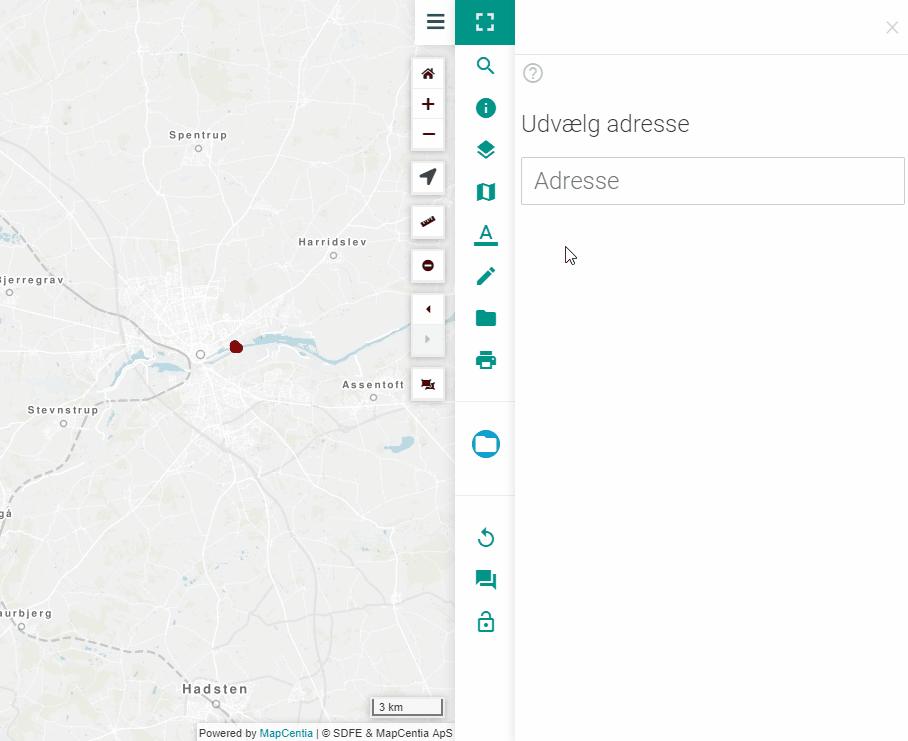 Udvælg adresse
Adresse
Spentrup
Harridslev
jerregrav
Assentoft
Stevnstrup
gå
aurbjerg
Hadsten
3 km
Powered by MapCentia | © SDFE & MapCentia ApS
A